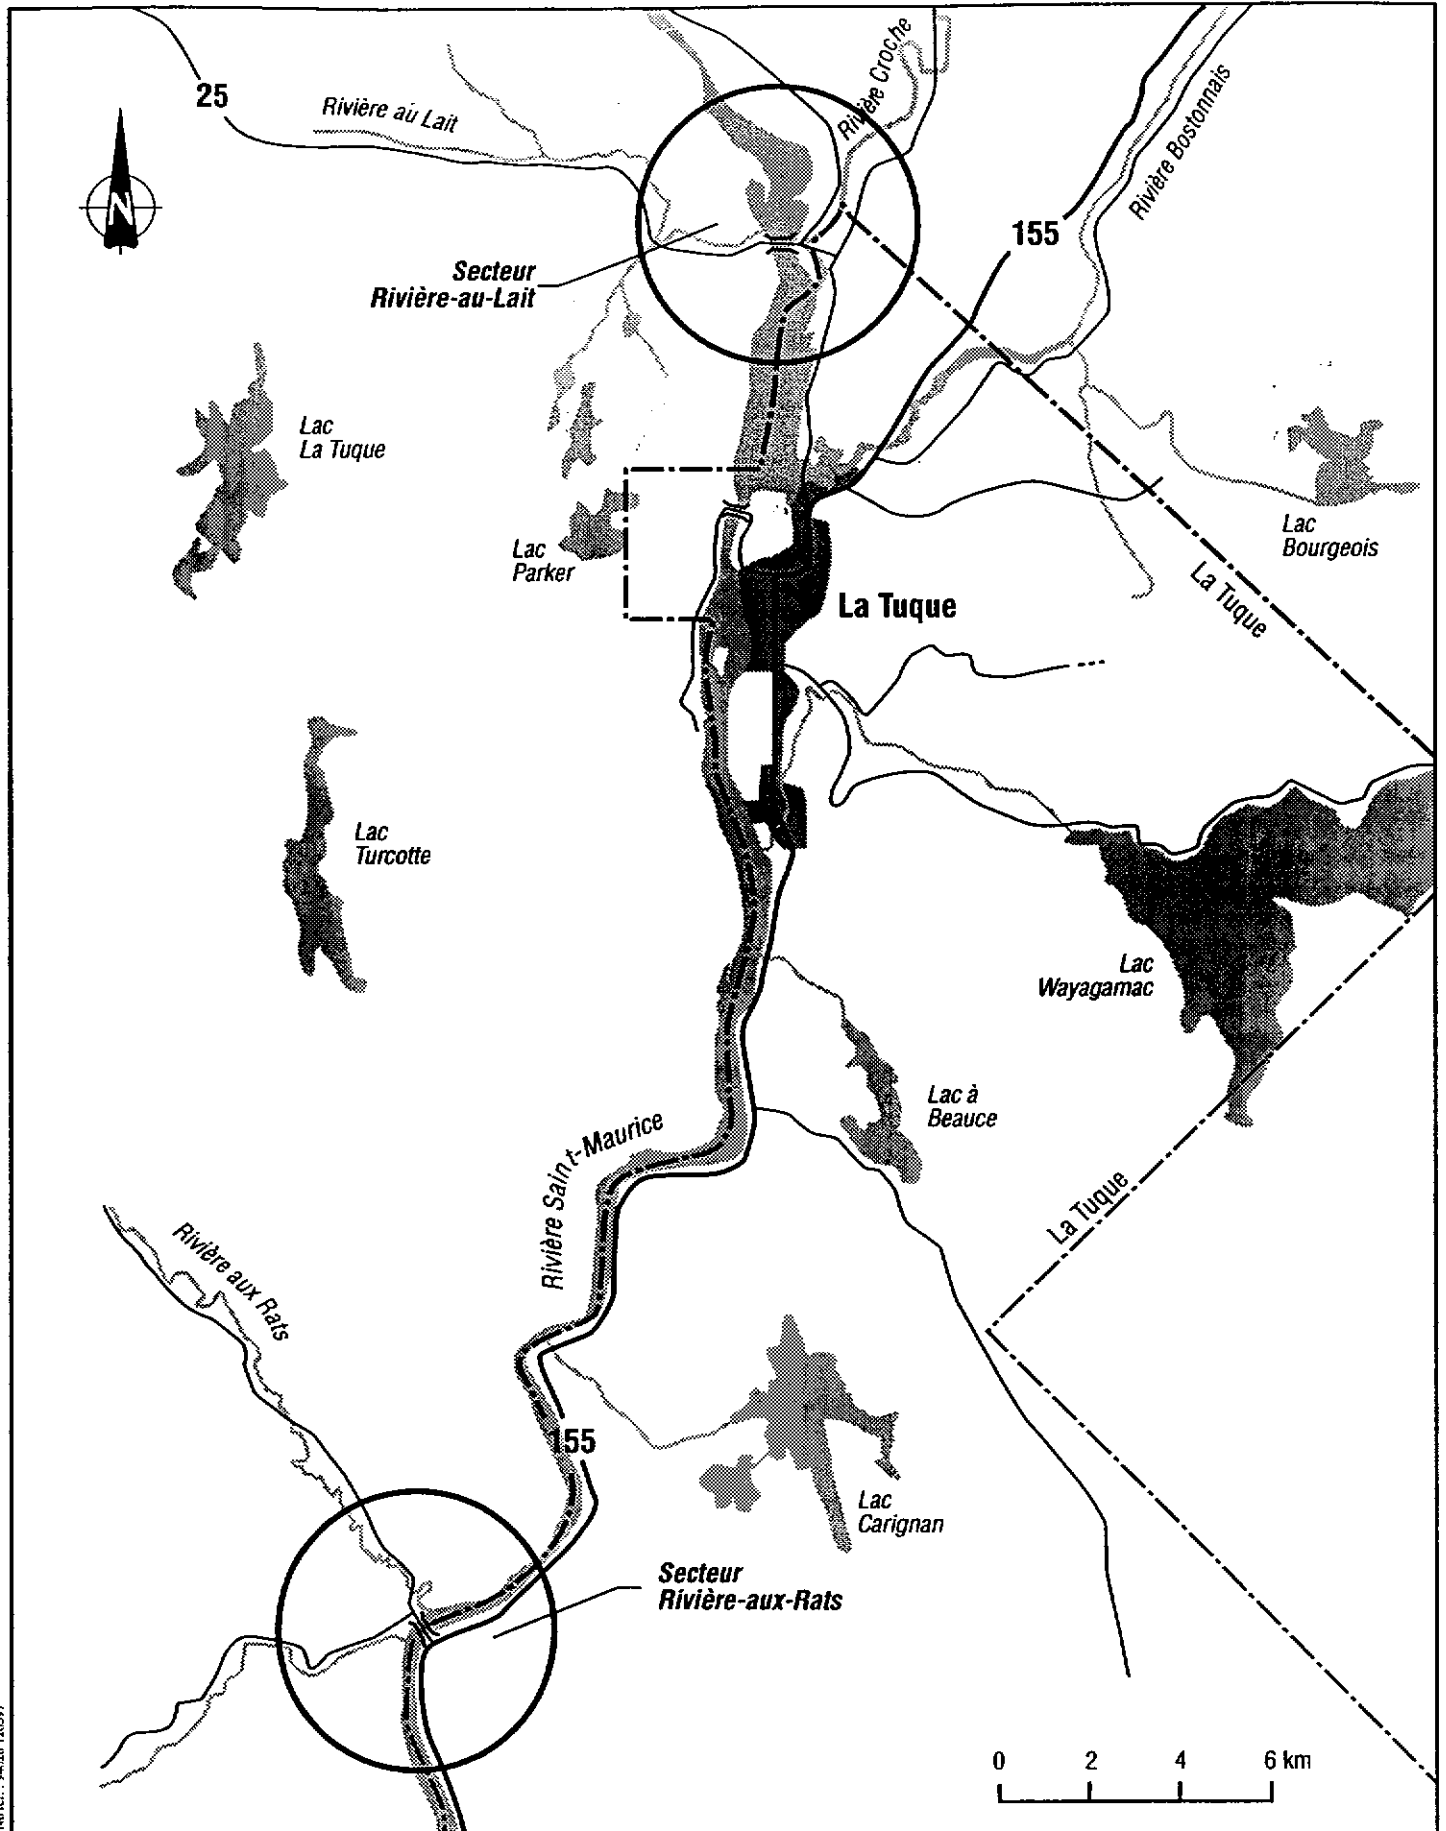 25
Rivière au Lait
Rivière Croche
Rivière Bostonnais
N
155
Secteur
Rivière-au-Lait
Lac
La Tuque
Lac
Parker
Lac
Bourgeois
La Tuque
La Tuque
Lac
Turcotte
Lac
Wayagamac
Lac à
Beauce
Rivière Saint-Maurice
La Tuque
Rivière aux Rats
155
Lac
Carignan
Secteur
Rivière-aux-Rats
0 2 4 6 km